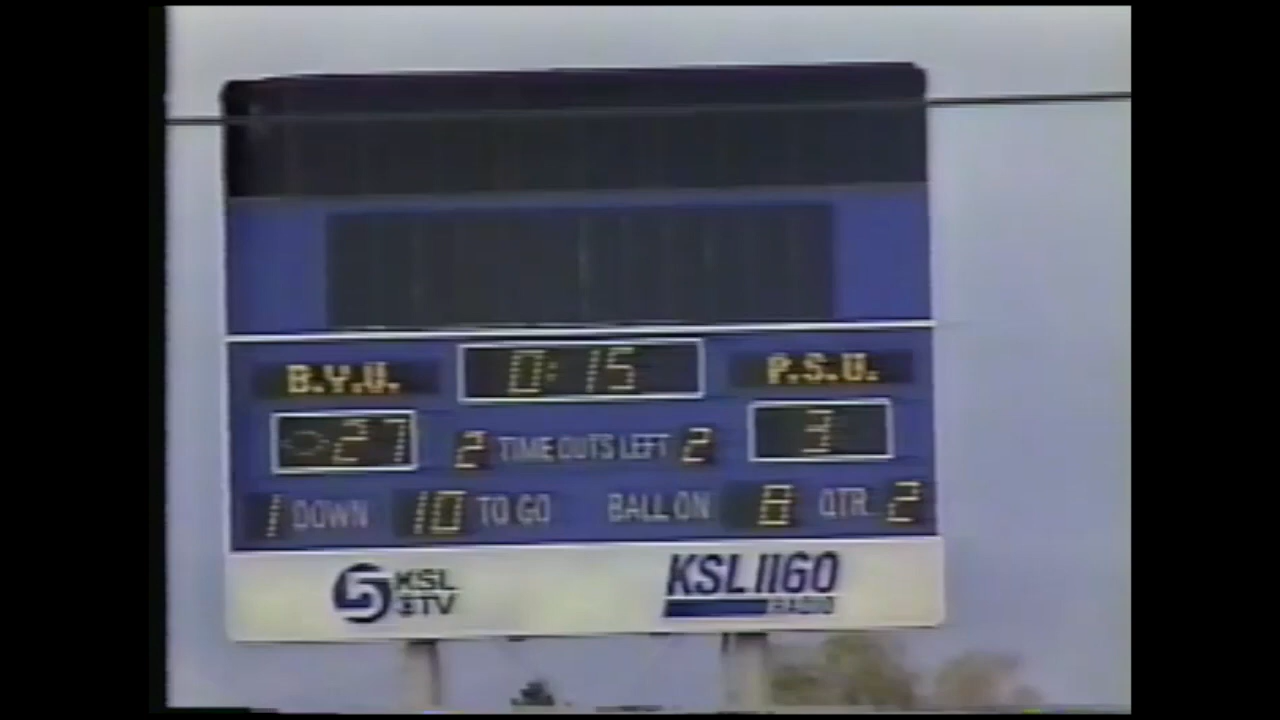 B.Y.U. 0:15 P.S.U.
27 2 TIME OUTS LEFT 2 3
1 DOWN 10 TO GO BALL ON 8 QTR. 2
5 KSL 5TV KSL 1160 RADIO